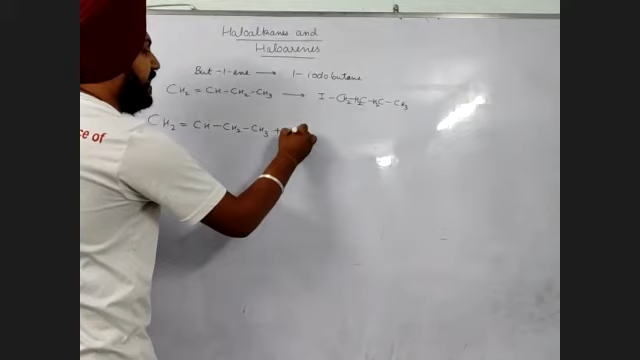 Haloalkanes and
Haloarenes
But-1-ene → 1-iodobutane
CH₂ = CH-CH₂-CH₃ → I-CH₂-H₂C-H₂C-CH₃
CH₂ = CH-CH₂-CH₃ +
ce of